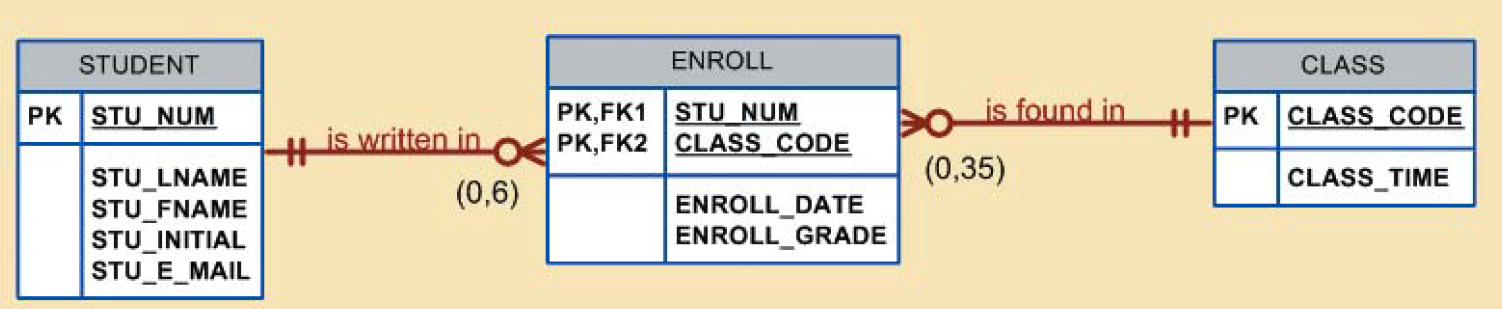 STUDENT
PK STU_NUM
STU_LNAME
STU_FNAME
STU_INITIAL
STU_E_MAIL
is written in
(0,6)
ENROLL
PK,FK1 STU_NUM
PK,FK2 CLASS_CODE
ENROLL_DATE
ENROLL_GRADE
is found in
(0,35)
CLASS
PK CLASS_CODE
CLASS_TIME